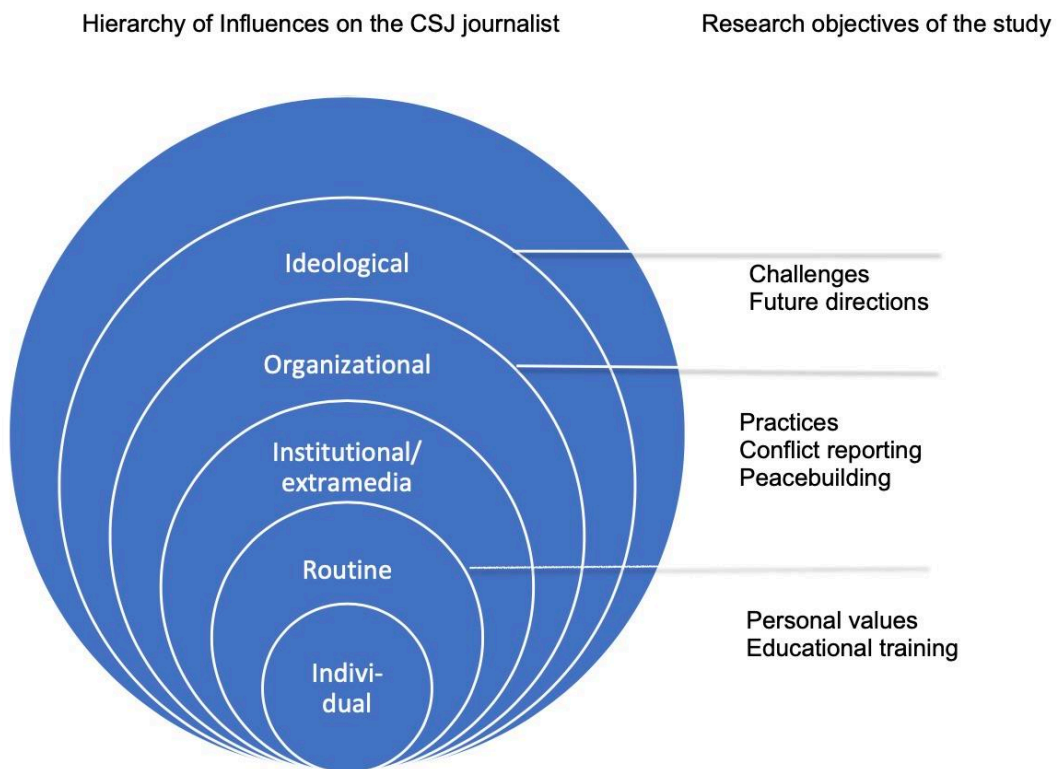 Hierarchy of Influences on the CSJ journalist
Research objectives of the study
Ideological
Challenges
Future directions
Organizational
Practices
Conflict reporting
Peacebuilding
Institutional/
extramedia
Routine
Personal values
Educational training
Indivi-
dual